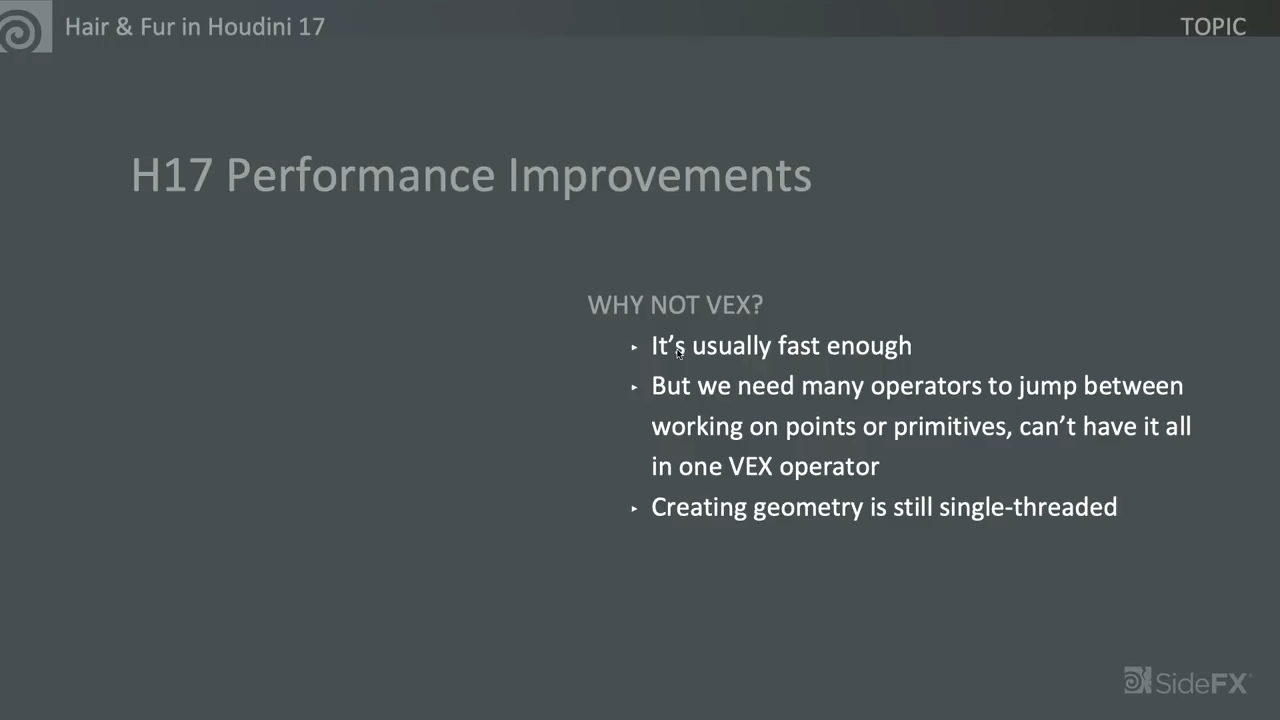 Hair & Fur in Houdini 17
TOPIC
H17 Performance Improvements
WHY NOT VEX?
‣ It’s usually fast enough
‣ But we need many operators to jump between
working on points or primitives, can’t have it all
in one VEX operator
‣ Creating geometry is still single-threaded
SideFX